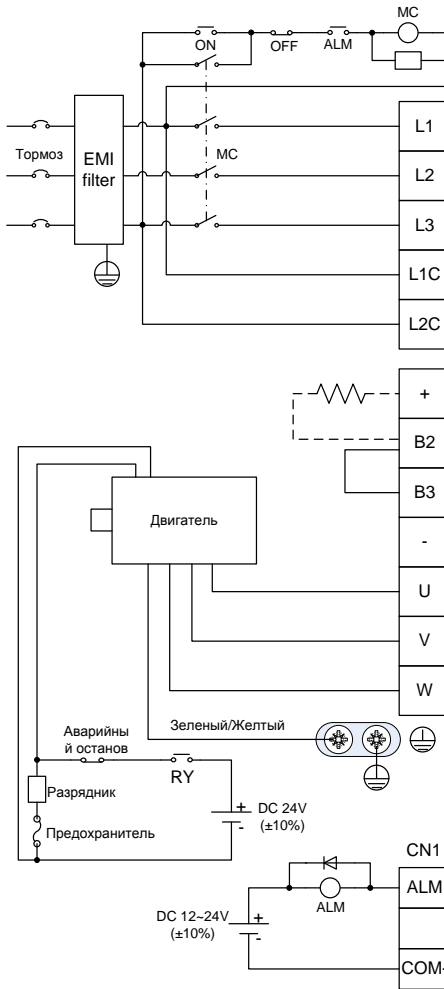 MC
ON
OFF
ALM
Тормоз
EMI
filter
MC
L1
L2
L3
L1C
L2C
+
B2
B3
-
Двигатель
U
V
W
Зеленый/Желтый
Аварийны
й останов
RY
Разрядник
Предохранитель
+
-
DC 24V
(±10%)
CN1
ALM
ALM
DC 12~24V
(±10%)
+
-
COM-